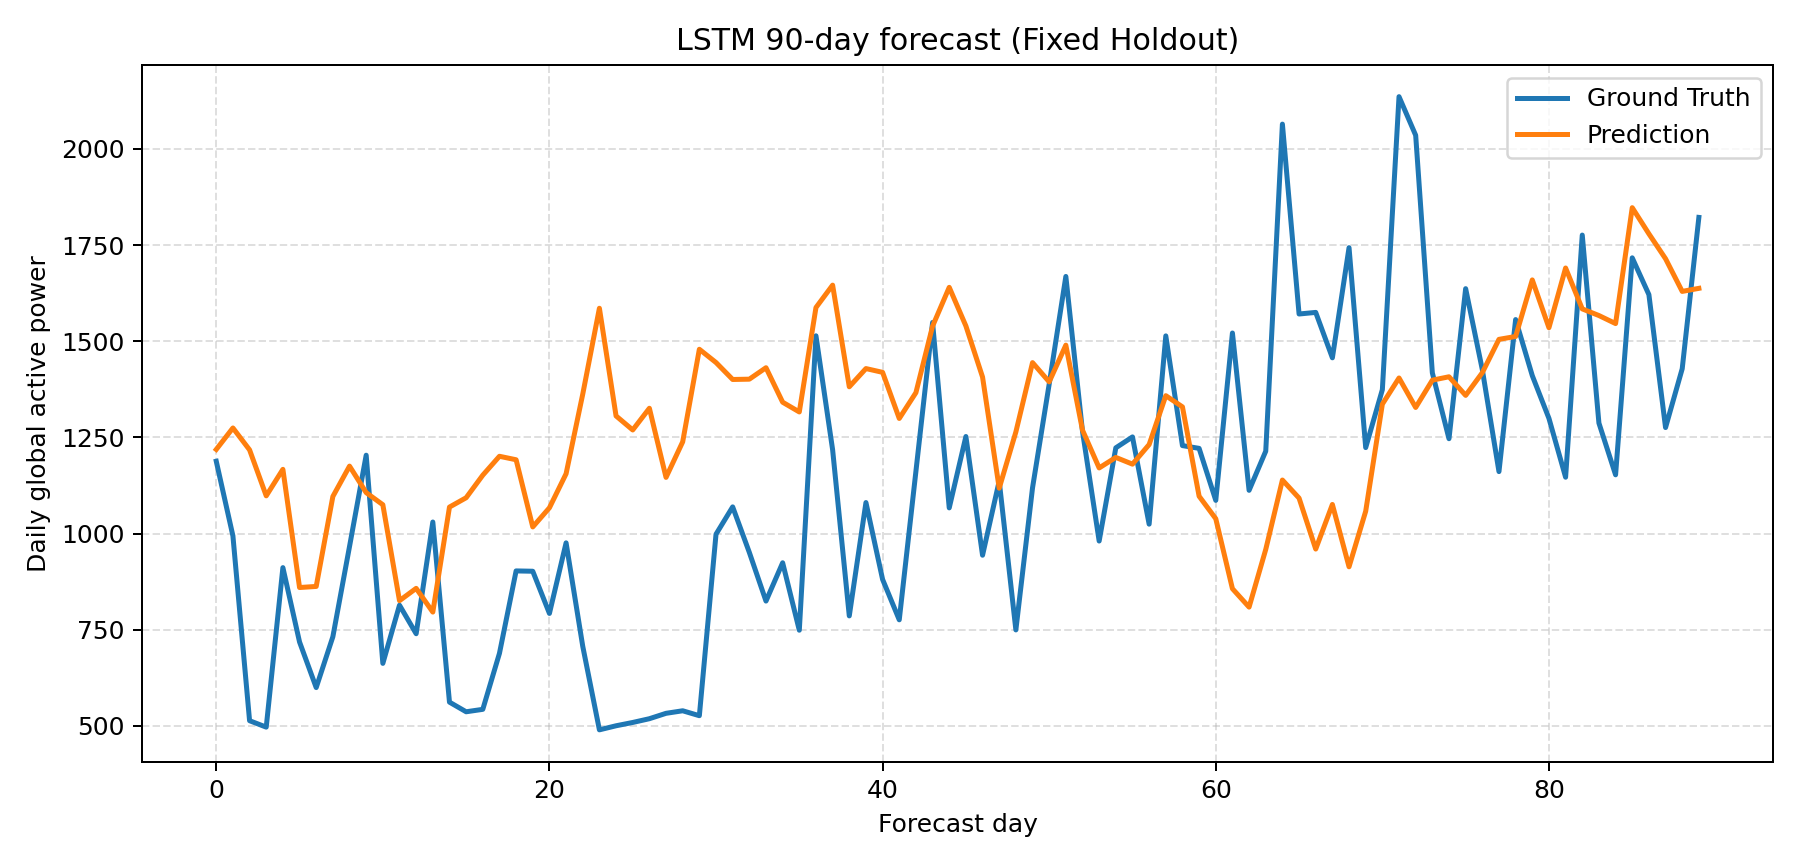 LSTM 90-day forecast (Fixed Holdout)
Ground Truth
Prediction
Daily global active power
2000
1750
1500
1250
1000
750
500
0 20 40 60 80
Forecast day